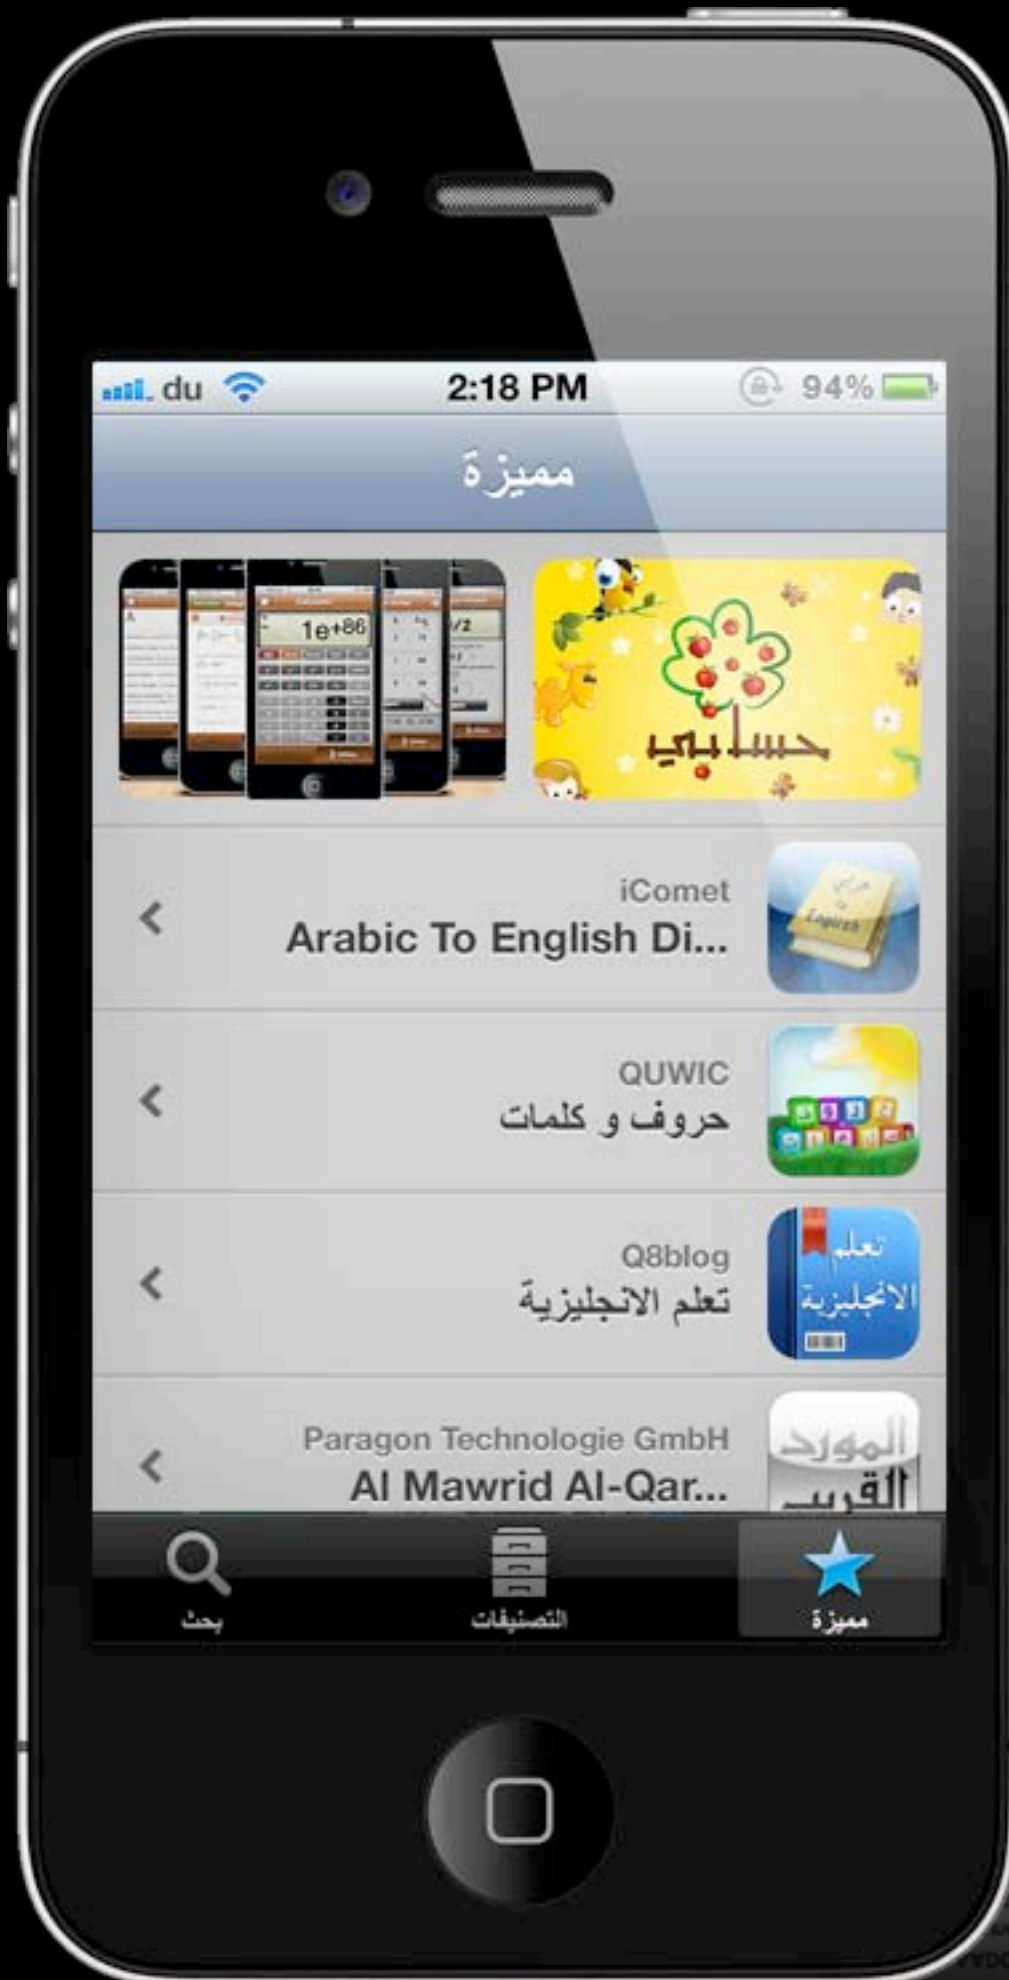 du 2:18 PM 94%
مميزة
1e+86
حسابي
iComet
Arabic To English Di...
QUWIC
حروف و كلمات
Q8blog
تعلم الانجليزية
تعلم
الانجليزية
Paragon Technologie GmbH
Al Mawrid Al-Qar...
المورد
القريب
مميزة
التصنيفات
بحث